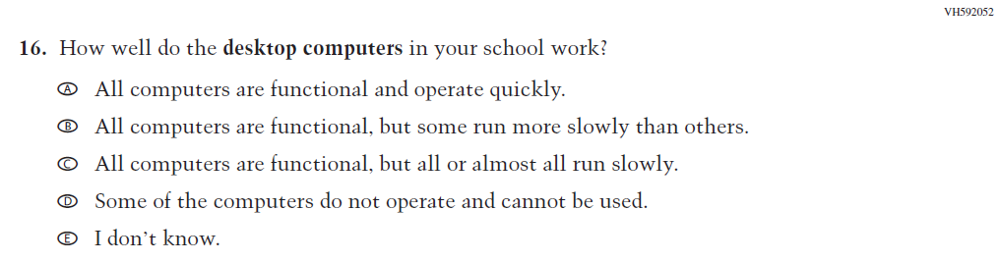 VH592052
16. How well do the desktop computers in your school work?
Ⓐ All computers are functional and operate quickly.
Ⓑ All computers are functional, but some run more slowly than others.
Ⓒ All computers are functional, but all or almost all run slowly.
Ⓓ Some of the computers do not operate and cannot be used.
Ⓔ I don’t know.